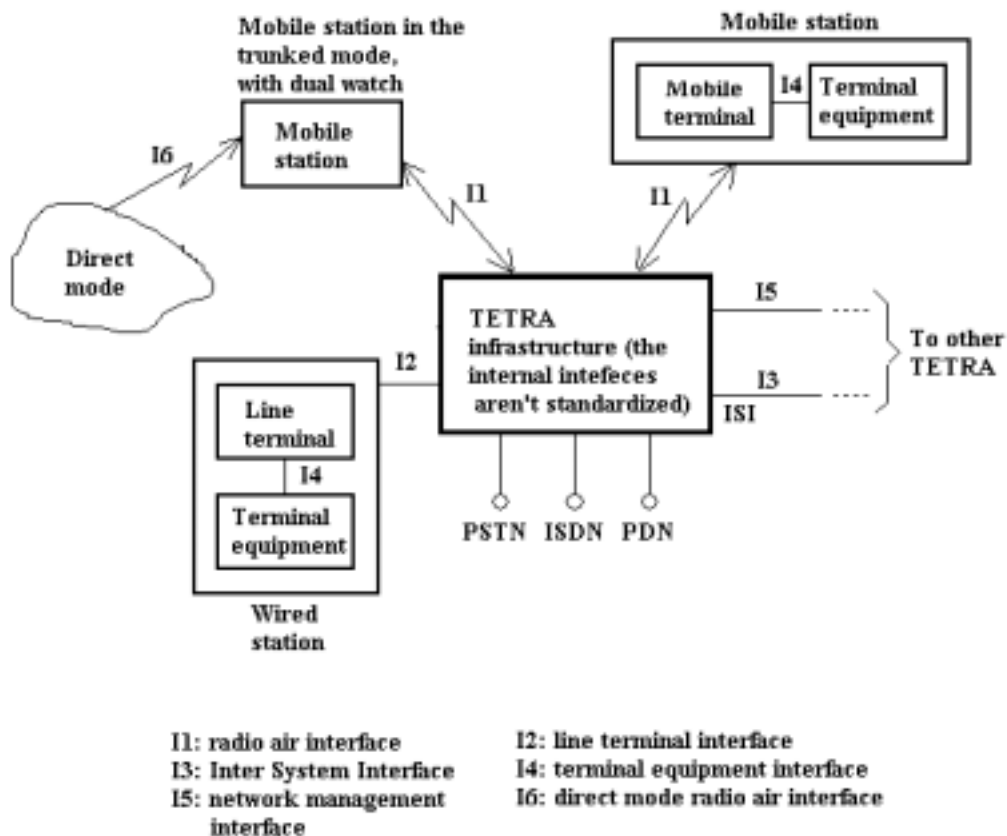 Mobile station in the
trunked mode,
with dual watch
Mobile
station
Mobile station
Mobile
terminal
I4
Terminal
equipment
I6
I1
I1
Direct
mode
TETRA
infrastructure (the
internal intefeces
aren't standardized)
I5
I3
ISI
To other
TETRA
I2
Line
terminal
I4
Terminal
equipment
Wired
station
PSTN ISDN PDN
I1: radio air interface
I3: Inter System Interface
I5: network management
interface
I2: line terminal interface
I4: terminal equipment interface
I6: direct mode radio air interface